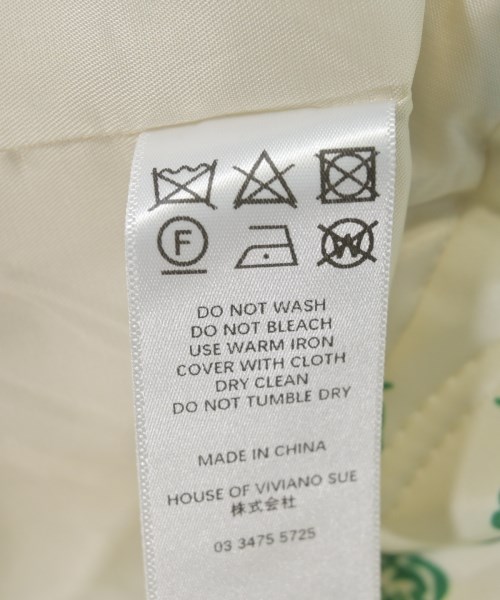 F
W
DO NOT WASH
DO NOT BLEACH
USE WARM IRON
COVER WITH CLOTH
DRY CLEAN
DO NOT TUMBLE DRY
MADE IN CHINA
HOUSE OF VIVIANO SUE
株式会社
03 3475 5725